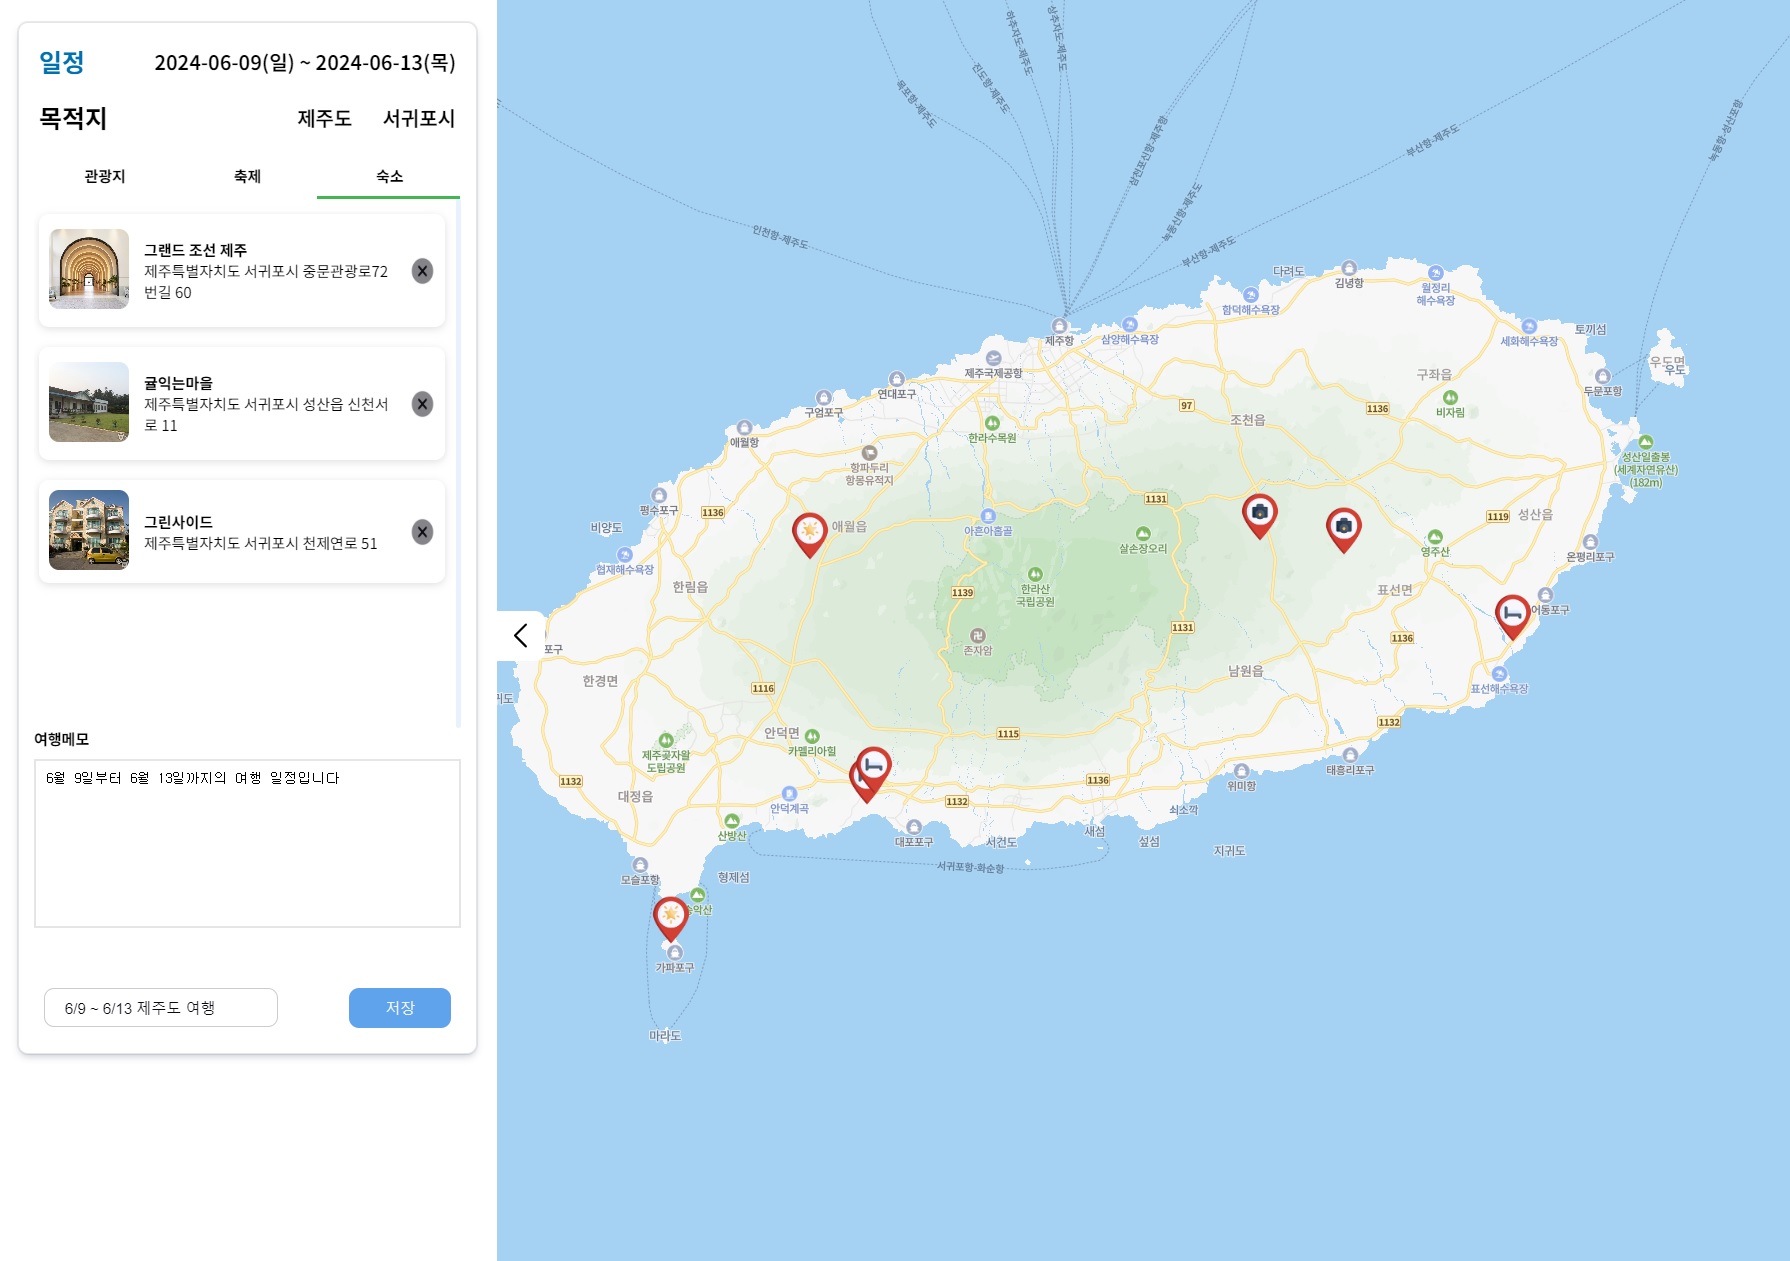 일정
2024-06-09(일) ~ 2024-06-13(목)
목적지
제주도 서귀포시
관광지 축제 숙소
그랜드 조선 제주
제주특별자치도 서귀포시 중문관광로72
번길 60
X
귤익는마을
제주특별자치도 서귀포시 성산읍 신천서
로 11
X
그린사이드
제주특별자치도 서귀포시 천제연로 51
X
여행메모
6월 9일부터 6월 13일까지의 여행 일정입니다
6/9 ~ 6/13 제주도 여행
저장
하추자도-제주도
상추자도-제주도
진도항-제주도
목포항-제주도
삼천포신항-제주항
부산항-제주도
녹동항-성산포항
녹동신항-제주도
인천항-제주도
부산항-제주도
다려도
김녕항
월정리
해수욕장
함덕해수욕장
제주항
삼양해수욕장
세화해수욕장
토끼섬
우도면
우도
제주국제공항
연대포구
구좌읍
두문포항
구엄포구
97
1136
비자림
조천읍
애월항
한라수목원
성산일출봉
(세계자연유산)
(182m)
항파두리
항몽유적지
평수포구
1136
1131
비양도
애월읍
아흔아홉골
1119
성산읍
살손장오리
영주산
온평리포구
협재해수욕장
한림읍
한라산
국립공원
1139
표선면
어동포구
1131
1136
존자암
포구
남원읍
한경면
1116
표선해수욕장
1132
안덕면
1115
카멜리아힐
제주곶자왈
도립공원
태흥리포구
1132
1136
위미항
대정읍
안덕계곡
1132
쇠소깍
산방산
대포포구
서건도
새섬
섶섬
지귀도
서귀포항-화순항
모슬포항
형제섬
송악산
가파포구
마라도